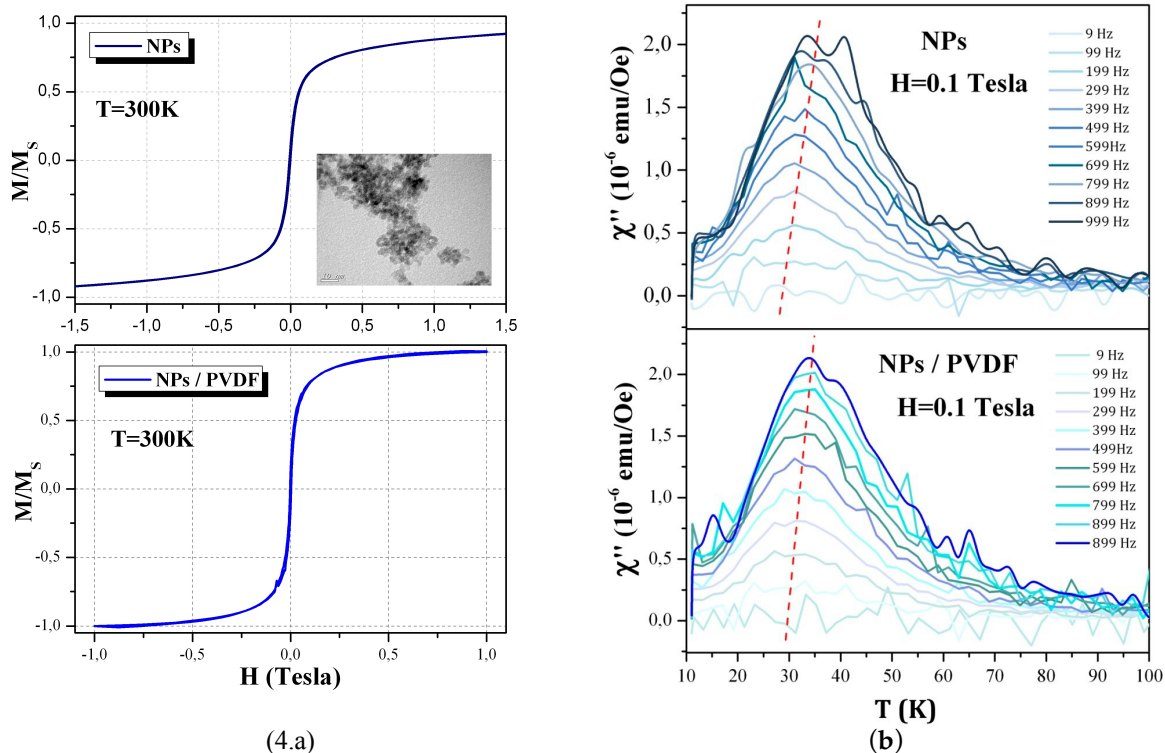 1,0
NPs
T=300K
0,5
M/Ms
0,0
-0,5
-1,0
-1,5 -1,0 -0,5 0,0 0,5 1,0 1,5
1,0
NPs / PVDF
T=300K
0,5
M/Ms
0,0
-0,5
-1,0
-1,0 -0,5 0,0 0,5 1,0
H (Tesla)
(4.a)
NPs
H=0.1 Tesla
χ'' (10⁻⁶ emu/Oe)
2,0
1,5
1,0
0,5
0,0
9 Hz
99 Hz
199 Hz
299 Hz
399 Hz
499 Hz
599Hz
699 Hz
799 Hz
899 Hz
999 Hz
NPs / PVDF
H=0.1 Tesla
χ'' (10⁻⁶ emu/Oe)
2,0
1,5
1,0
0,5
0,0
9 Hz
99 Hz
199 Hz
299 Hz
399 Hz
499Hz
599 Hz
699 Hz
799 Hz
899 Hz
899 Hz
10 20 30 40 50 60 70 80 90 100
T (K)
(b)